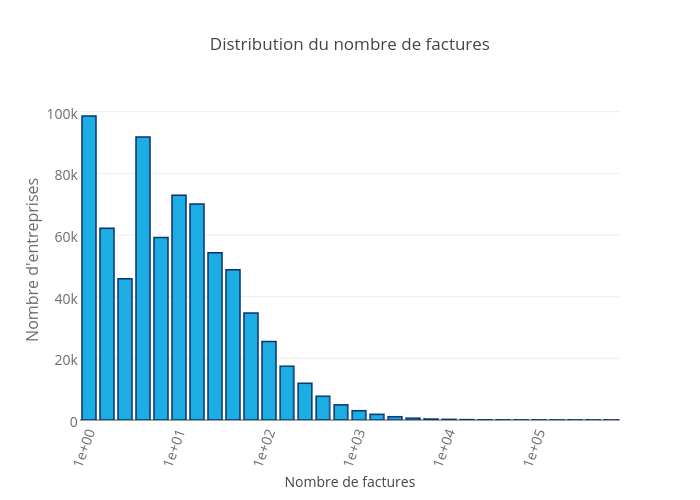 Distribution du nombre de factures
100k
80k
60k
40k
20k
0
Nombre d'entreprises
1e+00
1e+01
1e+02
1e+03
1e+04
1e+05
Nombre de factures